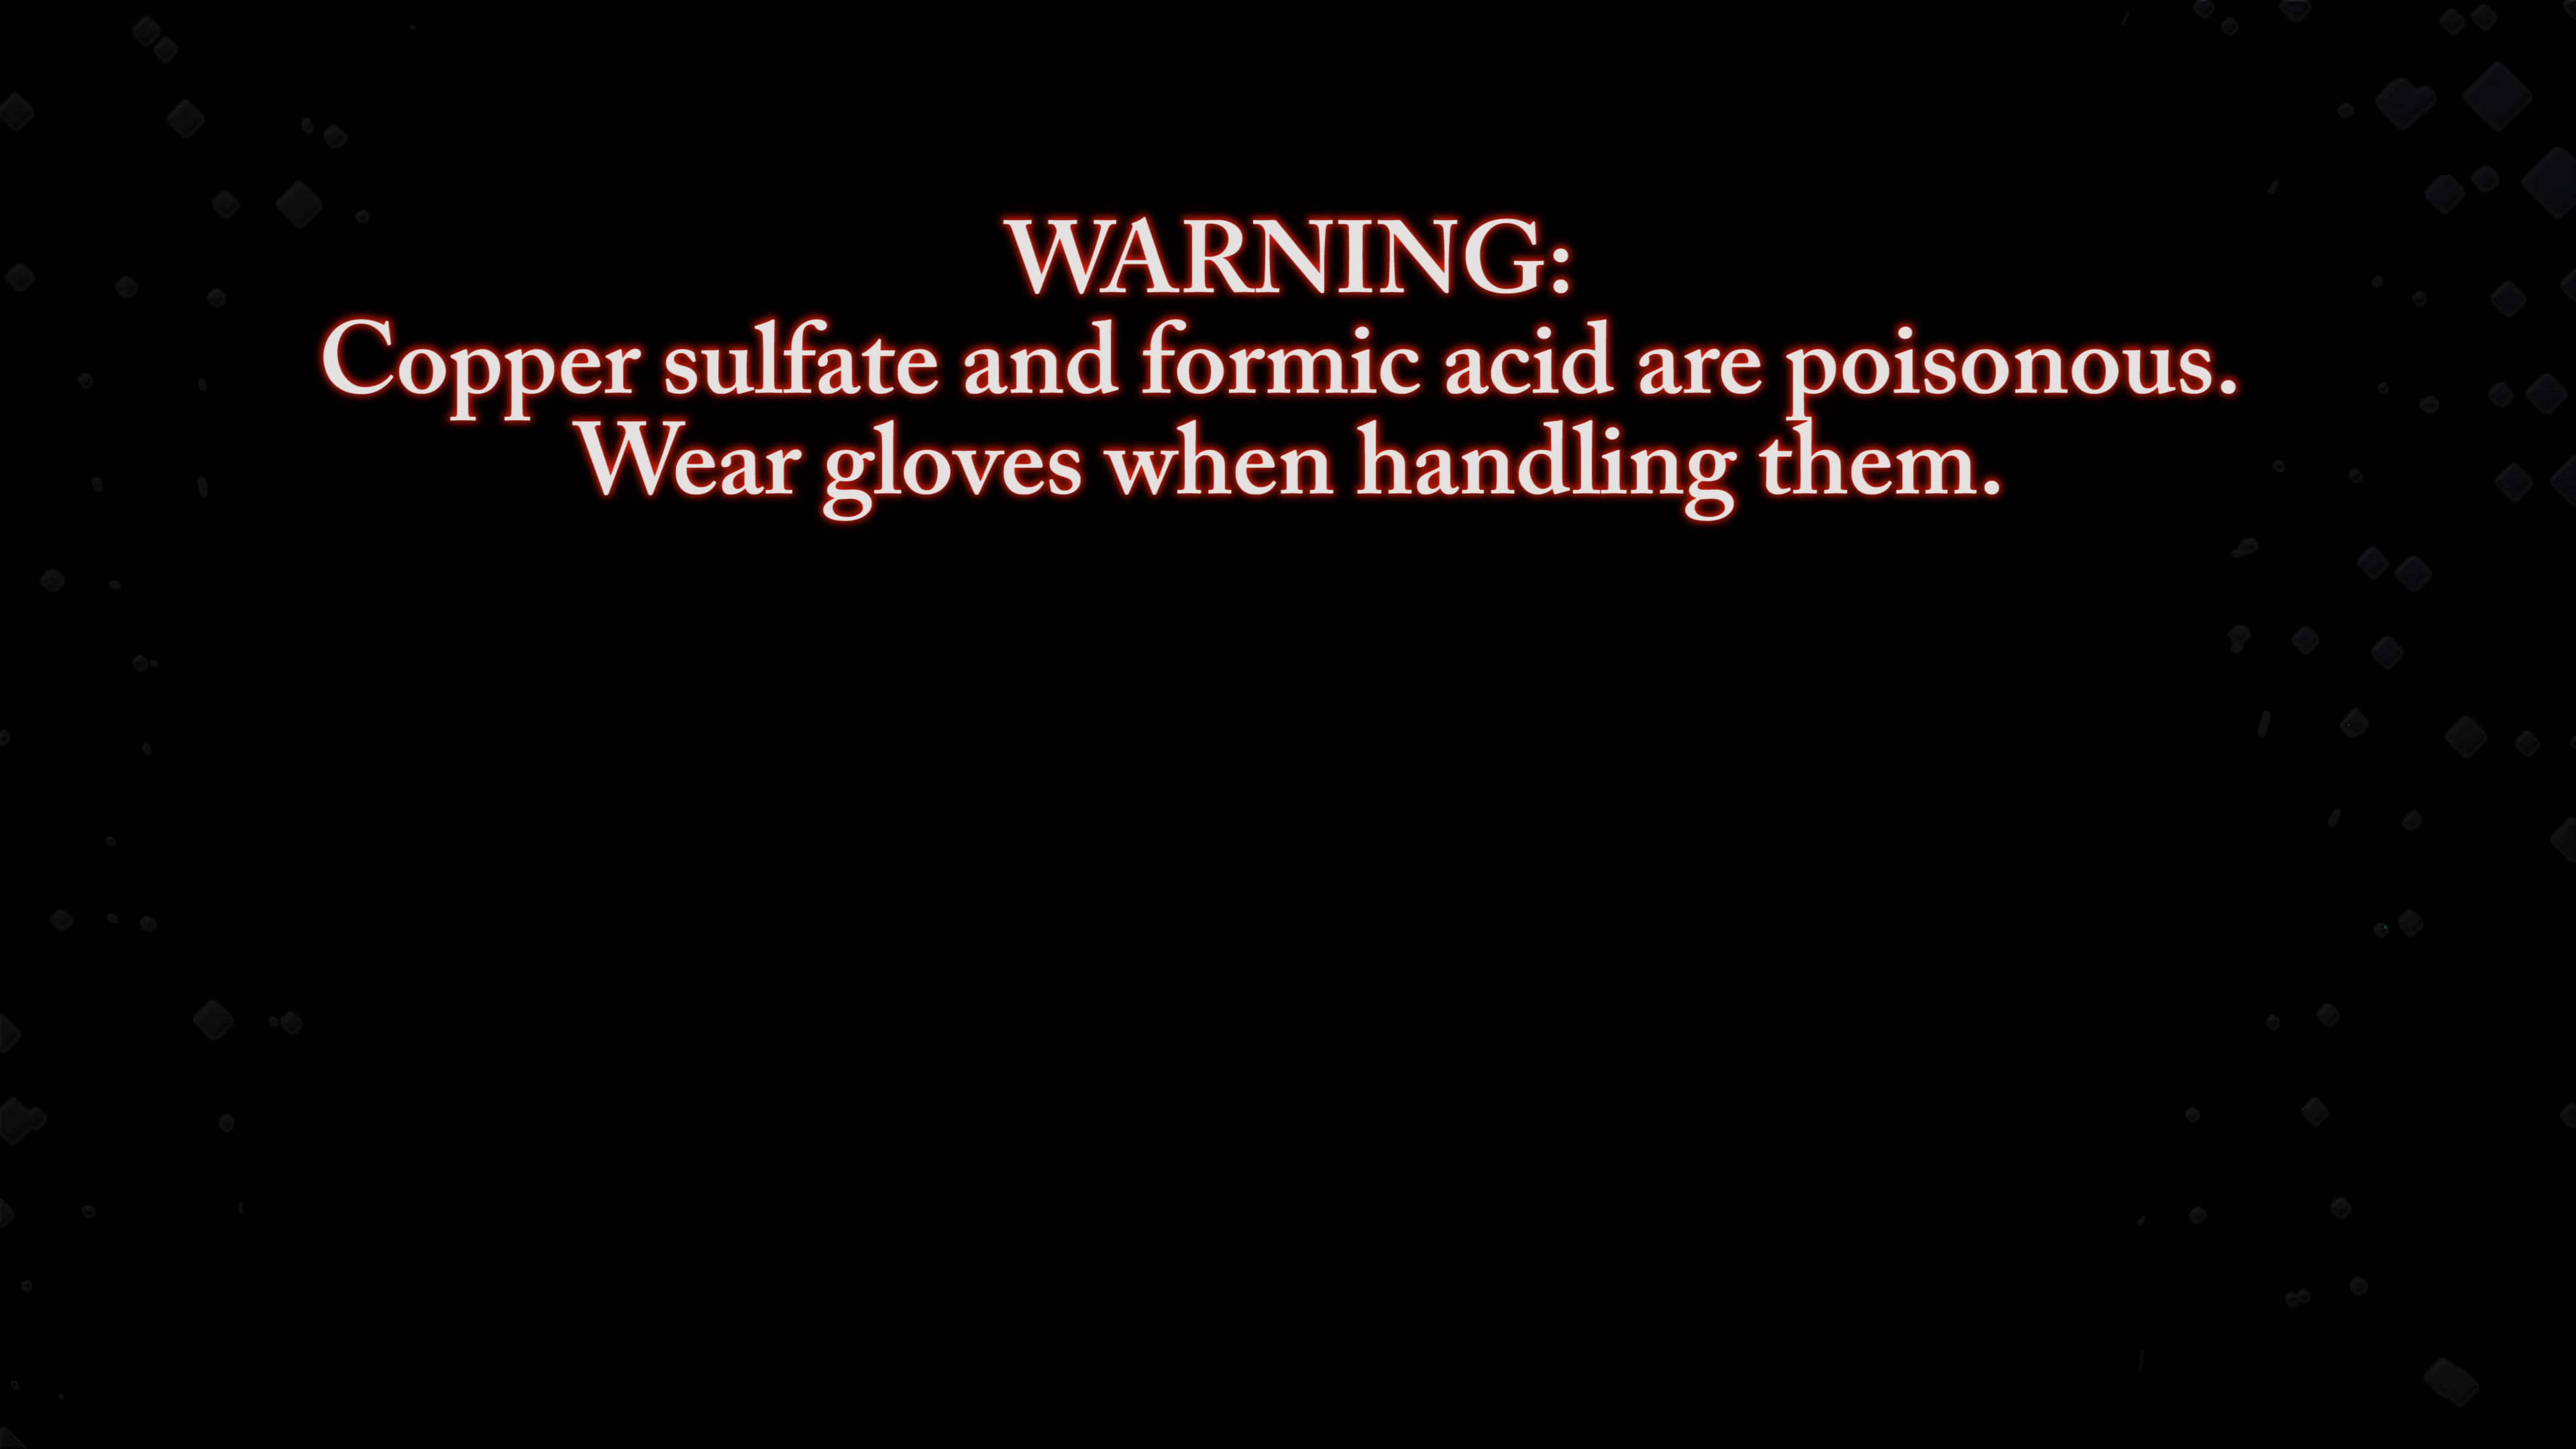 WARNING:
Copper sulfate and formic acid are poisonous.
Wear gloves when handling them.